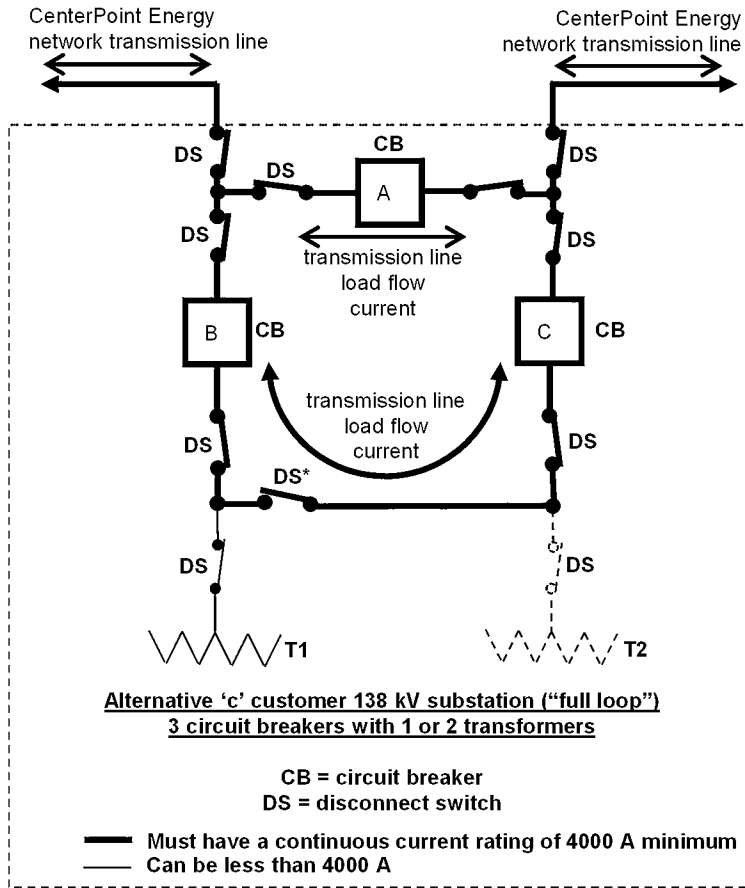 CenterPoint Energy
network transmission line
CenterPoint Energy
network transmission line
DS
DS
CB
A
DS
DS
DS
transmission line
load flow
current
B
CB
C
CB
transmission line
load flow
current
DS
DS*
DS
DS
DS
T1
T2
Alternative ‘c’ customer 138 kV substation (“full loop”)
3 circuit breakers with 1 or 2 transformers
CB = circuit breaker
DS = disconnect switch
Must have a continuous current rating of 4000 A minimum
Can be less than 4000 A